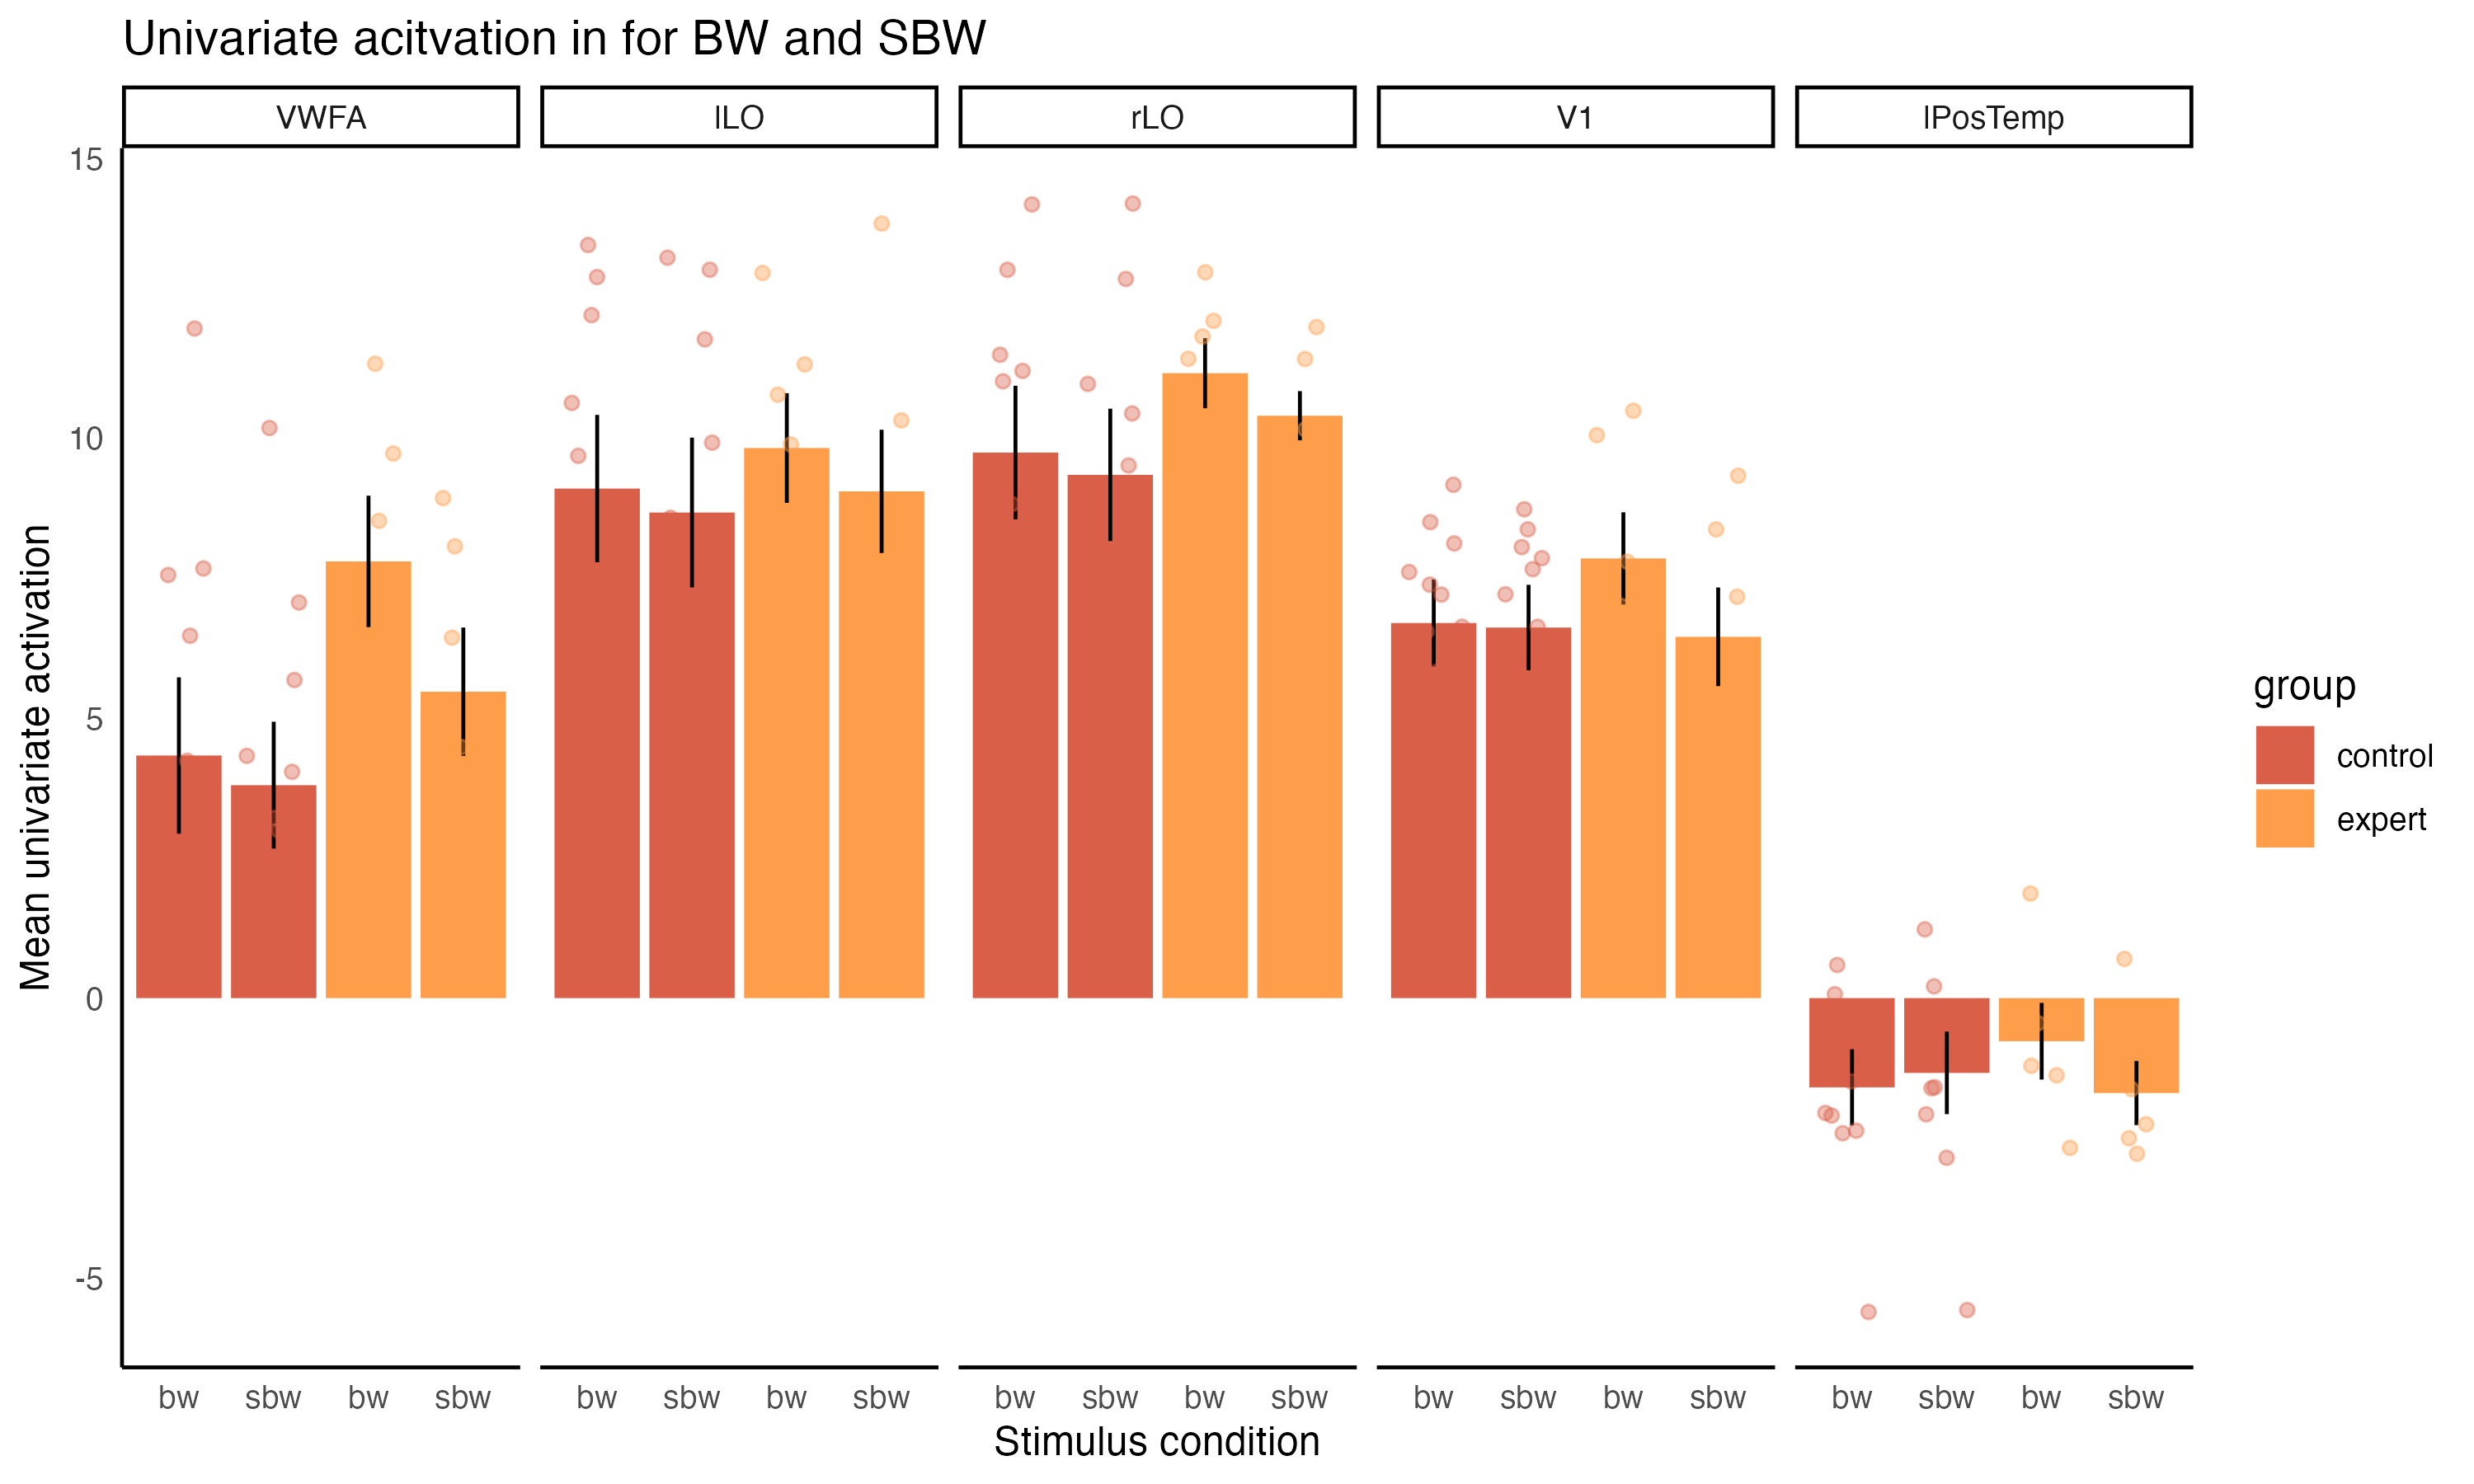 Univariate acitvation in for BW and SBW
VWFA lLO rLO V1 lPosTemp
15
10
5
0
-5
Mean univariate activation
bw sbw bw sbw bw sbw bw sbw bw sbw bw sbw bw sbw bw sbw bw sbw bw sbw
Stimulus condition
group
control
expert